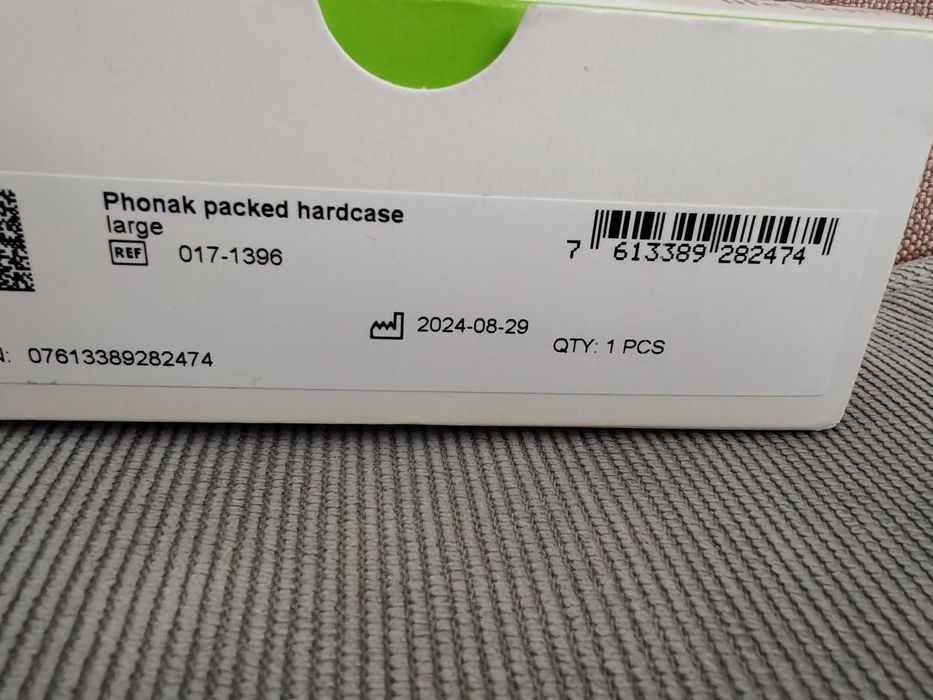 Phonak packed hardcase
large
REF 017-1396
7 613389 282474
2024-08-29
QTY: 1 PCS
07613389282474